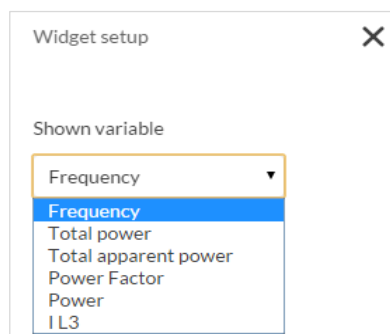 Widget setup
Shown variable
Frequency
Frequency
Total power
Total apparent power
Power Factor
Power
I L3